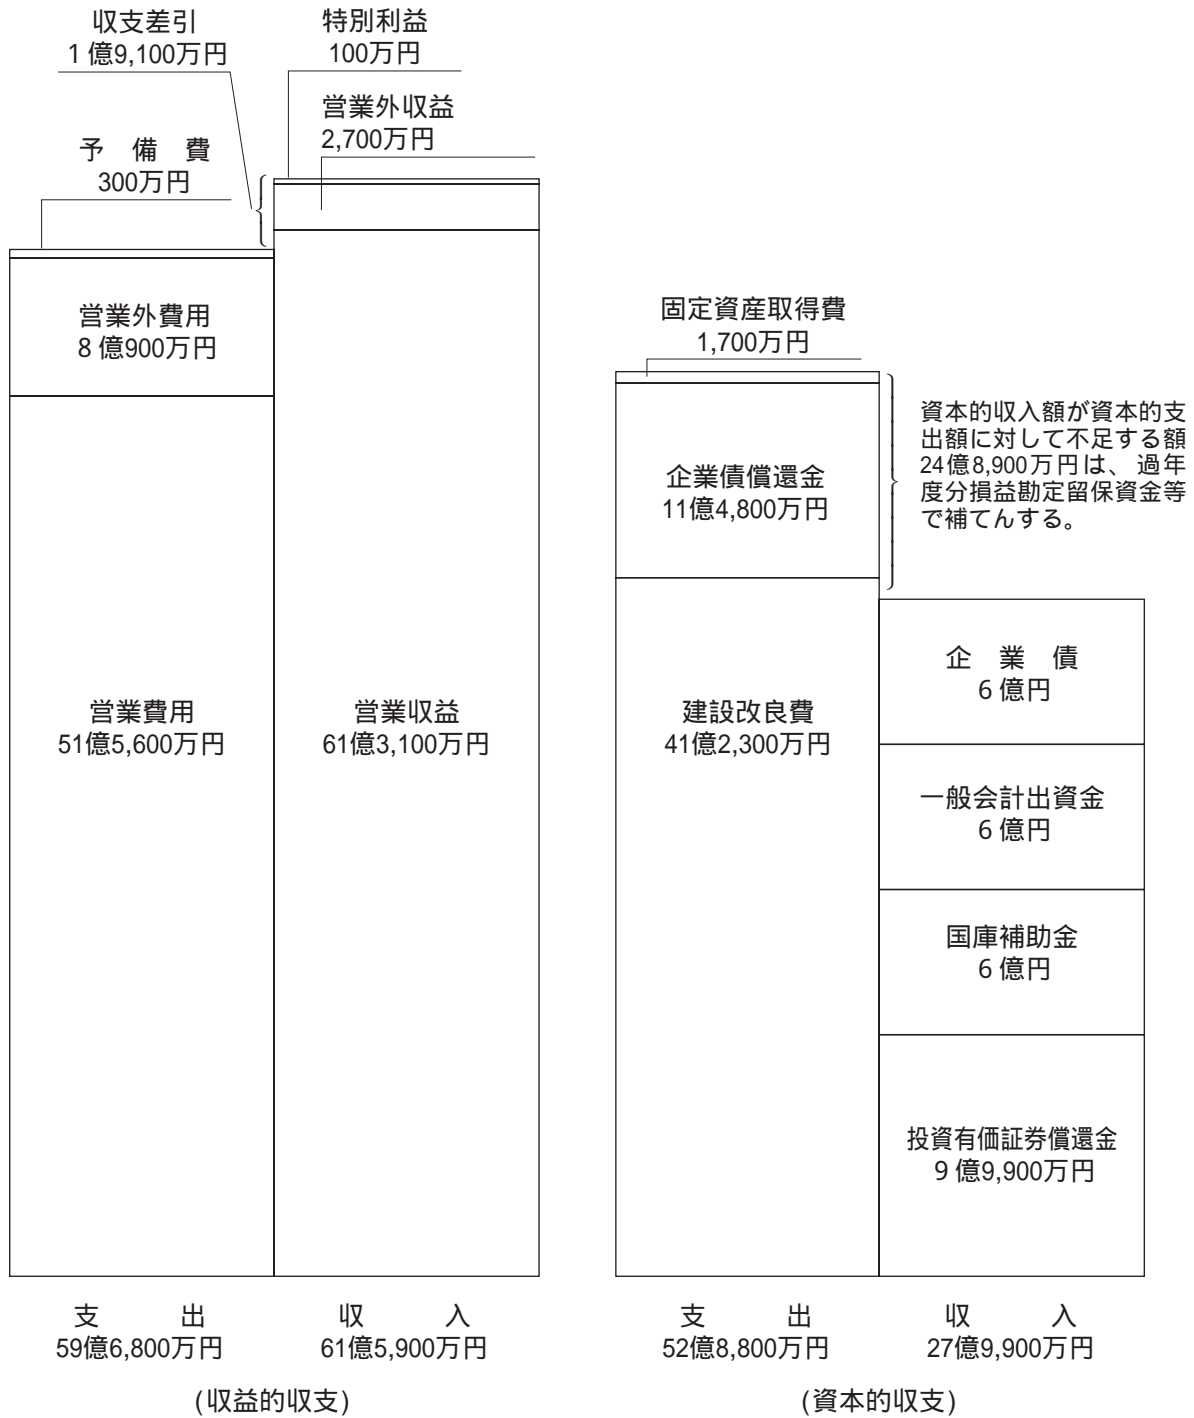 収支差引
1億9,100万円
特別利益
100万円
営業外収益
2,700万円
予備費
300万円
営業外費用
8億900万円
営業費用
51億5,600万円
営業収益
61億3,100万円
支出
59億6,800万円
収入
61億5,900万円
(収益的収支)
固定資産取得費
1,700万円
企業債償還金
11億4,800万円
資本的収入額が資本的支
出額に対して不足する額
24億8,900万円は、過年
度分損益勘定留保資金等
で補てんする。
建設改良費
41億2,300万円
企業債
6億円
一般会計出資金
6億円
国庫補助金
6億円
投資有価証券償還金
9億9,900万円
支出
52億8,800万円
収入
27億9,900万円
(資本的収支)